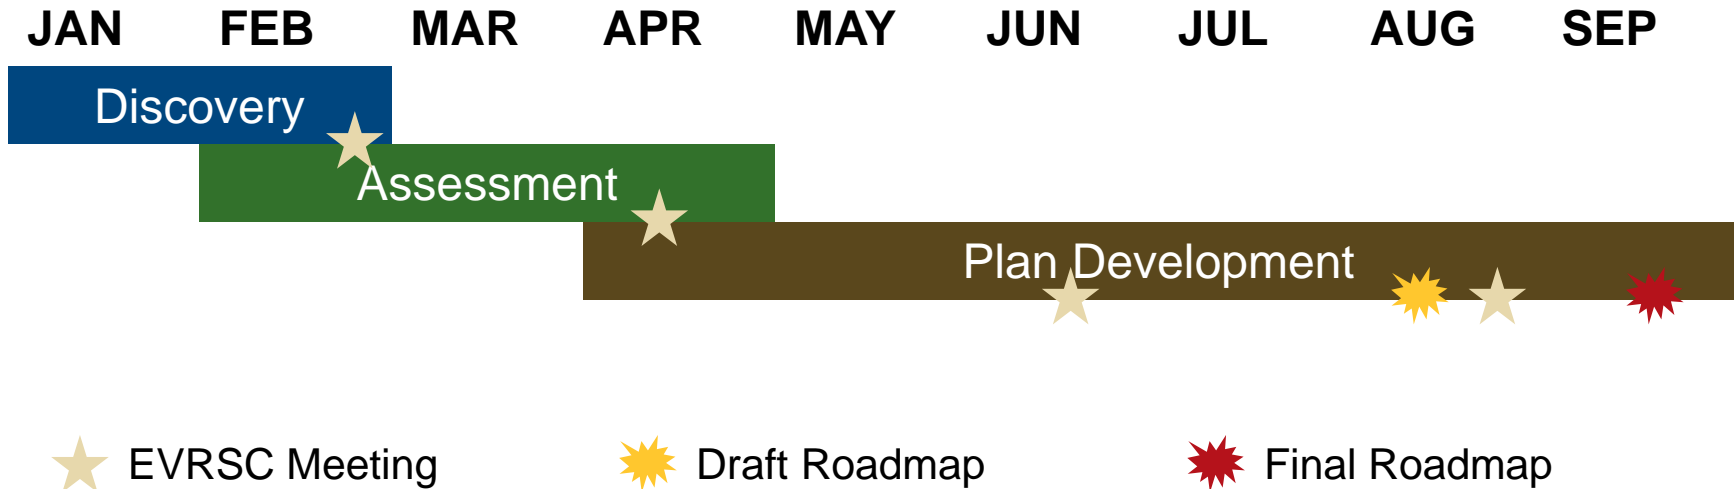 JAN FEB MAR APR MAY JUN JUL AUG SEP
Discovery
Assessment
Plan Development
EVRSC Meeting Draft Roadmap Final Roadmap